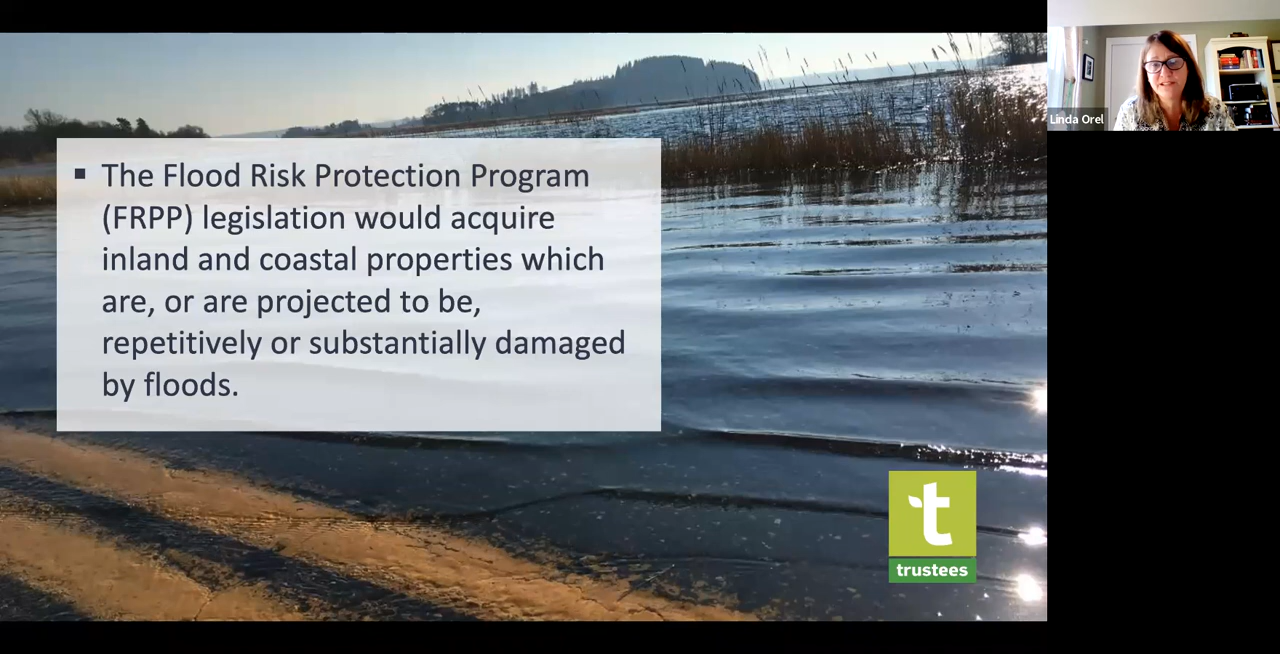 ▪ The Flood Risk Protection Program
(FRPP) legislation would acquire
inland and coastal properties which
are, or are projected to be,
repetitively or substantially damaged
by floods.
Linda Orel
t
trustees